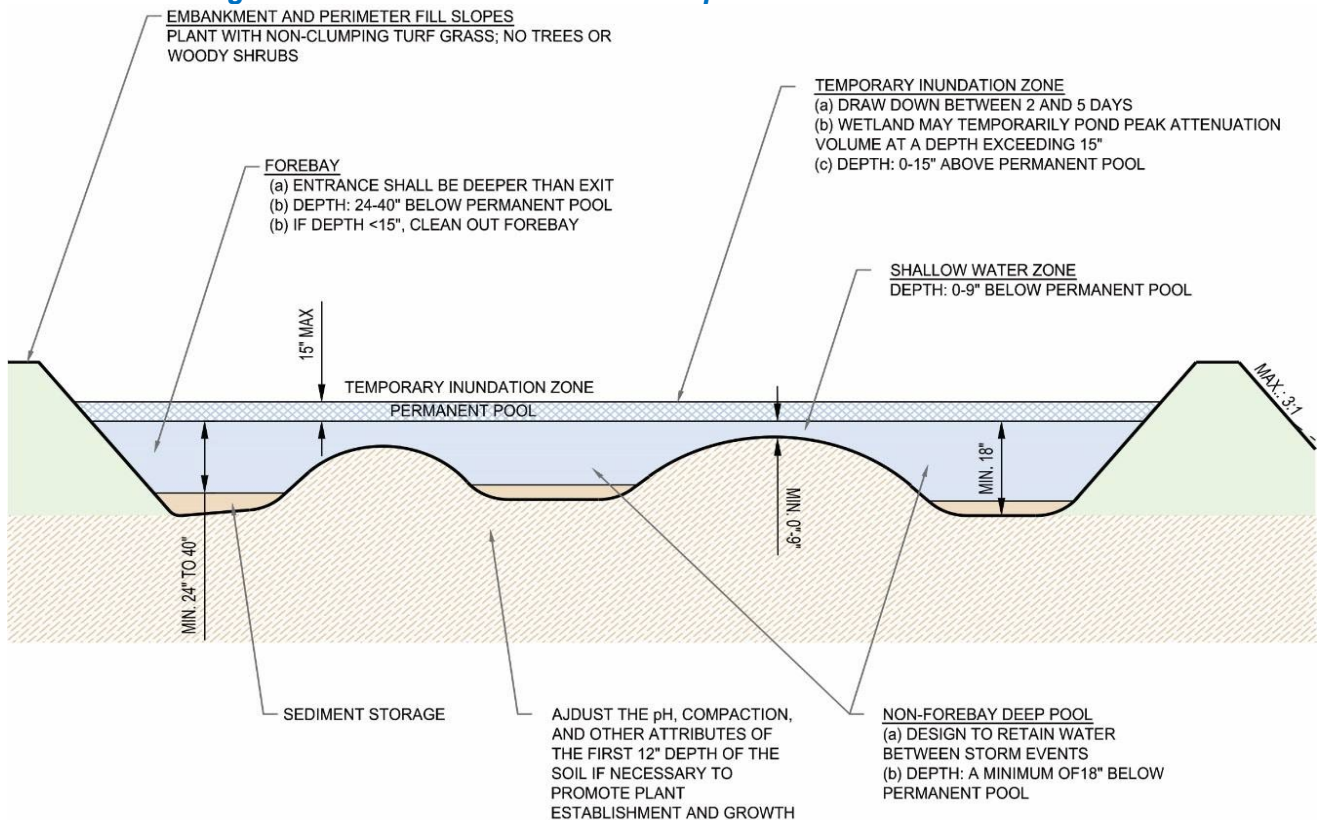 EMBANKMENT AND PERIMETER FILL SLOPES
PLANT WITH NON-CLUMPING TURF GRASS; NO TREES OR
WOODY SHRUBS
TEMPORARY INUNDATION ZONE
(a) DRAW DOWN BETWEEN 2 AND 5 DAYS
(b) WETLAND MAY TEMPORARILY POND PEAK ATTENUATION
VOLUME AT A DEPTH EXCEEDING 15"
(c) DEPTH: 0-15" ABOVE PERMANENT POOL
FOREBAY
(a) ENTRANCE SHALL BE DEEPER THAN EXIT
(b) DEPTH: 24-40" BELOW PERMANENT POOL
(b) IF DEPTH <15", CLEAN OUT FOREBAY
SHALLOW WATER ZONE
DEPTH: 0-9" BELOW PERMANENT POOL
15" MAX
TEMPORARY INUNDATION ZONE
PERMANENT POOL
MAX.: 3:1
MIN. 18"
MIN. 0"-9"
MIN. 24" TO 40"
SEDIMENT STORAGE
AJDUST THE pH, COMPACTION,
AND OTHER ATTRIBUTES OF
THE FIRST 12" DEPTH OF THE
SOIL IF NECESSARY TO
PROMOTE PLANT
ESTABLISHMENT AND GROWTH
NON-FOREBAY DEEP POOL
(a) DESIGN TO RETAIN WATER
BETWEEN STORM EVENTS
(b) DEPTH: A MINIMUM OF18" BELOW
PERMANENT POOL